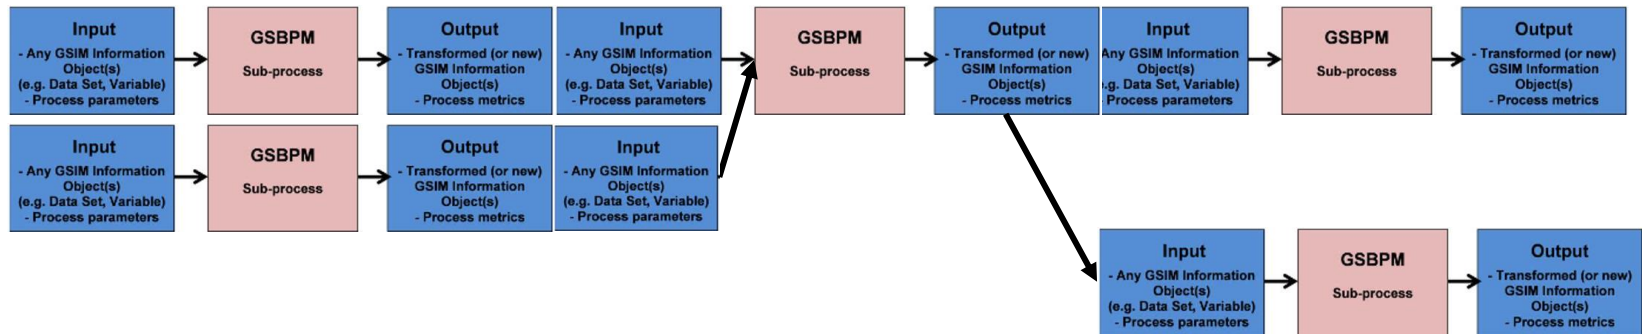 Input
- Any GSIM Information
Object(s)
(e.g. Data Set, Variable)
- Process parameters
GSBPM
Sub-process
Output
- Transformed (or new)
GSIM Information
Object(s)
- Process metrics
Input
- Any GSIM Information
Object(s)
(e.g. Data Set, Variable)
- Process parameters
GSBPM
Sub-process
Output
- Transformed (or new)
GSIM Information
Object(s)
- Process metrics
Input
Any GSIM Information
Object(s)
.g. Data Set, Variable)
Process parameters
GSBPM
Sub-process
Output
- Transformed (or new)
GSIM Information
Object(s)
- Process metrics
Input
- Any GSIM Information
Object(s)
(e.g. Data Set, Variable)
- Process parameters
GSBPM
Sub-process
Output
- Transformed (or new)
GSIM Information
Object(s)
- Process metrics
Input
- Any GSIM Information
Object(s)
(e.g. Data Set, Variable)
- Process parameters
Input
- Any GSIM Information
Object(s)
(e.g. Data Set, Variable)
- Process parameters
GSBPM
Sub-process
Output
- Transformed (or new)
GSIM Information
Object(s)
- Process metrics